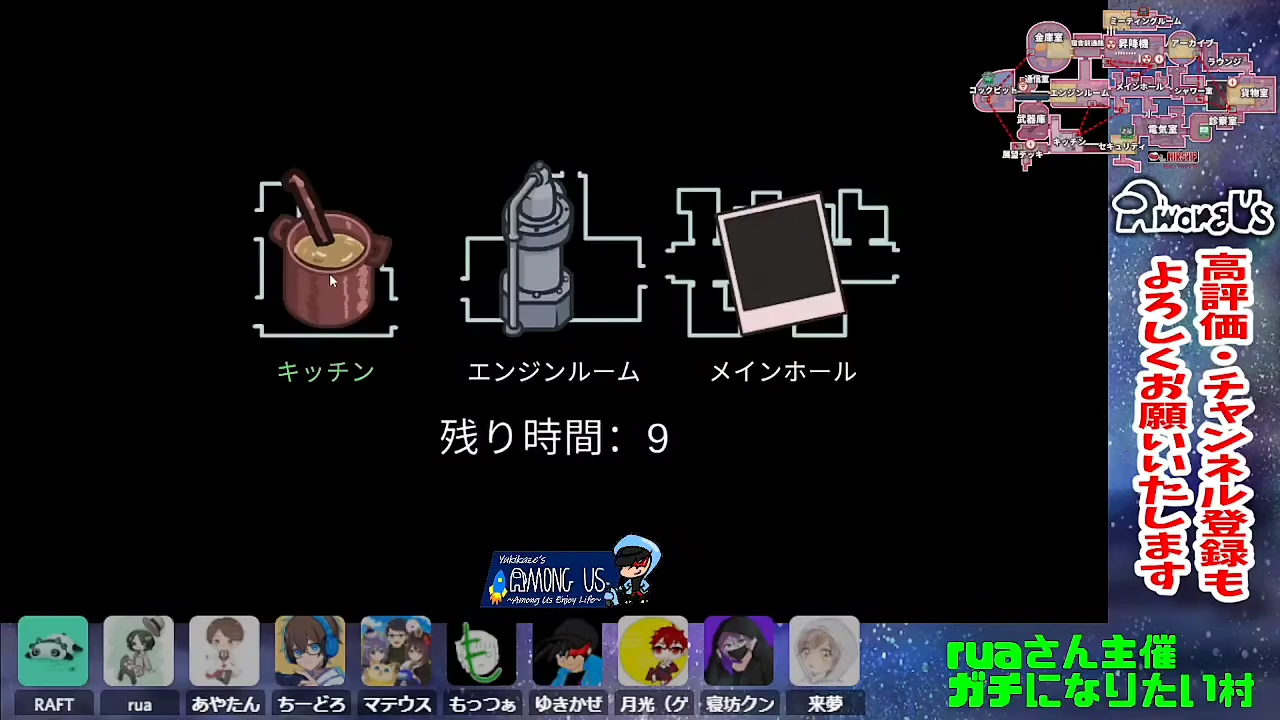 ミーティングルーム
金庫室
宿舎前通路
昇降機
アーカイブ
ラウンジ
コックピット
通信室
エンジンルーム
メインホール
シャワー室
貨物室
武器庫
電気室
診察室
キッチン
セキュリティ
展望デッキ
AIRSHIP
AmongUs
高評価・チャンネル登録も
よろしくお願いいたします
キッチン
エンジンルーム
メインホール
残り時間: 9
Yukikaze's
AMONG US
~Among Us Enjoy Life~
RAFT
tua
あやたん
ちーどろ
マテウス
もっつぁ
ゆきかぜ
月光（ゲ
寝坊クン
来夢
ruaさん主催
ガチになりたい村